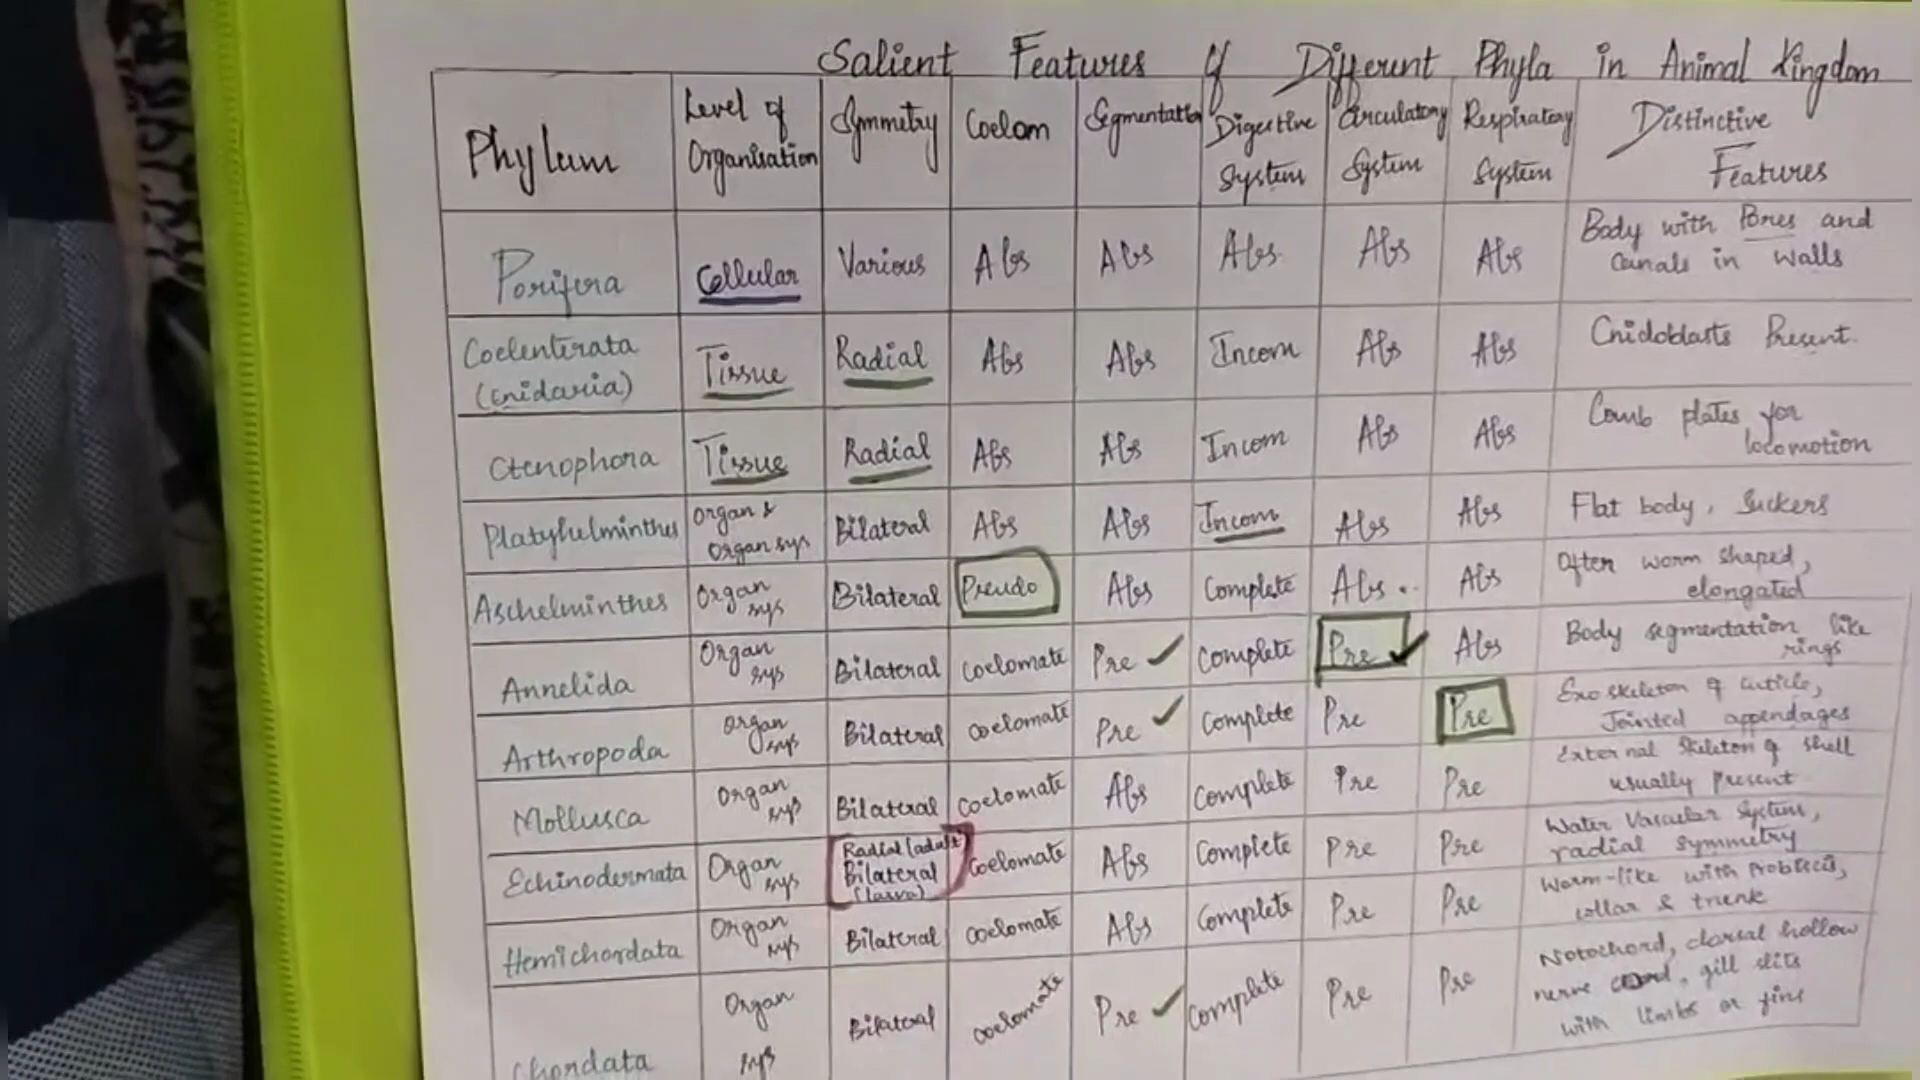 Salient Features of Different Phyla in Animal Kingdom
Phylum
Level of
Organisation
Symmetry
Coelom
Segmentation
Digestive
System
Circulatory
System
Respiratory
System
Distinctive
Features
Porifera
Cellular
Various
Abs
Abs
Abs
Abs
Abs
Body with Pores and
canals in walls
Coelenterata
(cnidaria)
Tissue
Radial
Abs
Abs
Incom
Abs
Abs
Cnidoblasts Present.
Ctenophora
Tissue
Radial
Abs
Abs
Incom
Abs
Abs
Comb plates for
locomotion
Platyhelminthes
Organ &
Organ sys
Bilateral
Abs
Abs
Incom
Abs
Abs
Flat body, Suckers
Aschelminthes
Organ
sys
Bilateral
Pseudo
Abs
Complete
Abs
Abs
Often worm shaped,
elongated
Annelida
Organ
sys
Bilateral
Coelomate
Pre ✓
Complete
Pre ✓
Abs
Body segmentation like
rings
Arthropoda
Organ
sys
Bilateral
Coelomate
Pre ✓
Complete
Pre
Pre
Exoskeleton of cuticle,
Jointed appendages
Mollusca
Organ
sys
Bilateral
Coelomate
Abs
Complete
Pre
Pre
External Skeleton of shell
usually present
Echinodermata
Organ
sys
Radial (adult
Bilateral
(larva)
Coelomate
Abs
Complete
Pre
Pre
Water Vascular System,
radial symmetry
Hemichordata
Organ
sys
Bilateral
Coelomate
Abs
Complete
Pre
Pre
Worm-like with Proboscis,
collar & trunk
Chordata
Organ
sys
Bilateral
Coelomate
Pre ✓
Complete
Pre
Pre
Notochord, dorsal hollow
nerve cord, gill slits
with limbs or fins